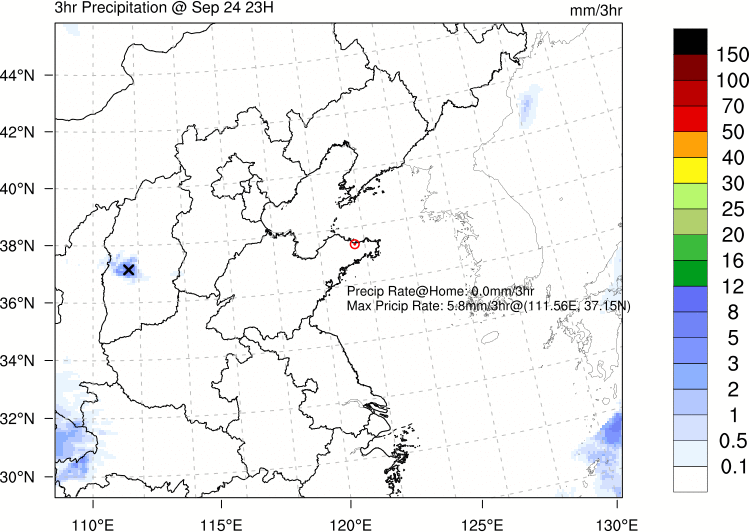 3hr Precipitation @ Sep 24 23H
mm/3hr
44°N
42°N
40°N
38°N
36°N
34°N
32°N
30°N
Precip Rate@Home: 0.0mm/3hr
Max Pricip Rate: 5.8mm/3hr@(111.56E, 37.15N)
110°E 115°E 120°E 125°E 130°E
150
100
70
50
40
30
25
20
16
12
8
5
3
2
1
0.5
0.1